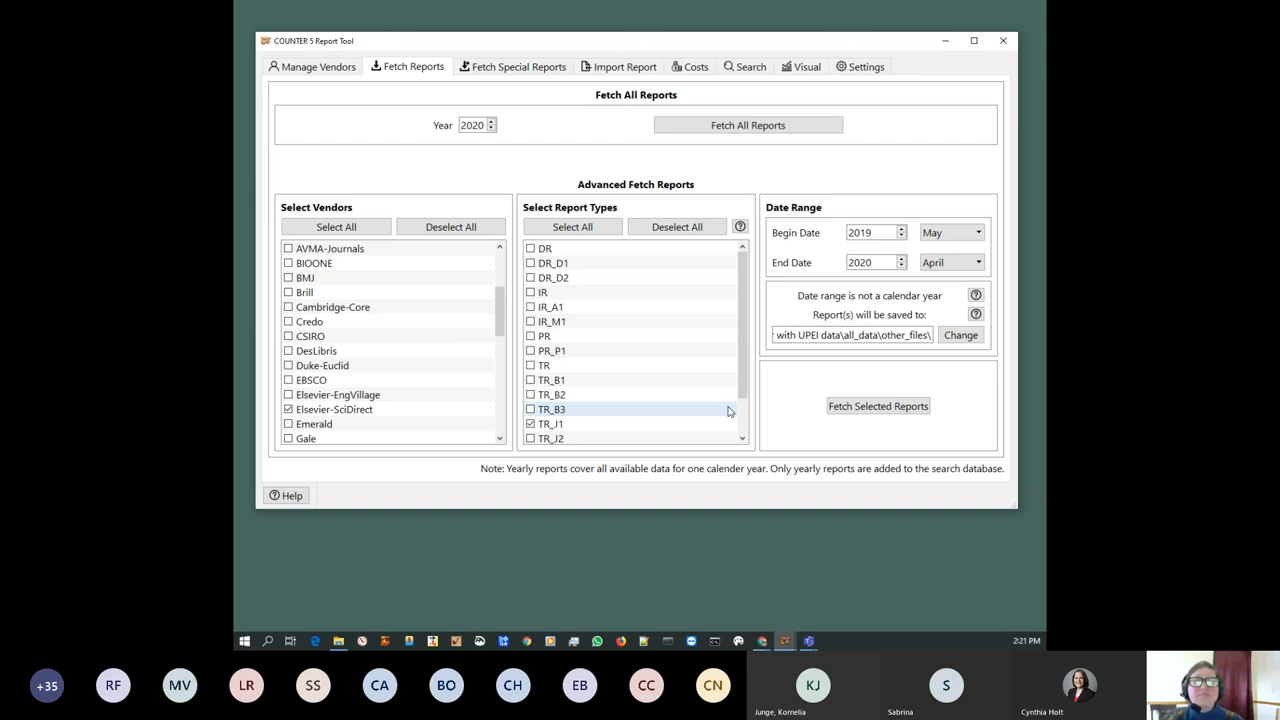 COUNTER 5 Report Tool
Manage Vendors
Fetch Reports
Fetch Special Reports
Import Report
Costs
Search
Visual
Settings
Fetch All Reports
Year 2020
Fetch All Reports
Advanced Fetch Reports
Select Vendors
Select All
Deselect All
AVMA-Journals
BIOONE
BMJ
Brill
Cambridge-Core
Credo
CSIRO
DesLibris
Duke-Euclid
EBSCO
Elsevier-EngVillage
Elsevier-SciDirect
Emerald
Gale
Select Report Types
Select All
Deselect All
DR
DR_D1
DR_D2
IR
IR_A1
IR_M1
PR
PR_P1
TR
TR_B1
TR_B2
TR_B3
TR_J1
TR_J2
Date Range
Begin Date 2019 May
End Date 2020 April
Date range is not a calendar year
Report(s) will be saved to:
with UPEI data\all_data\other_files\
Change
Fetch Selected Reports
Note: Yearly reports cover all available data for one calender year. Only yearly reports are added to the search database.
Help
2:21 PM
+35
RF
MV
LR
SS
CA
BO
CH
EB
CC
CN
KJ
Junge, Kornelia
S
Sabrina
Cynthia Holt